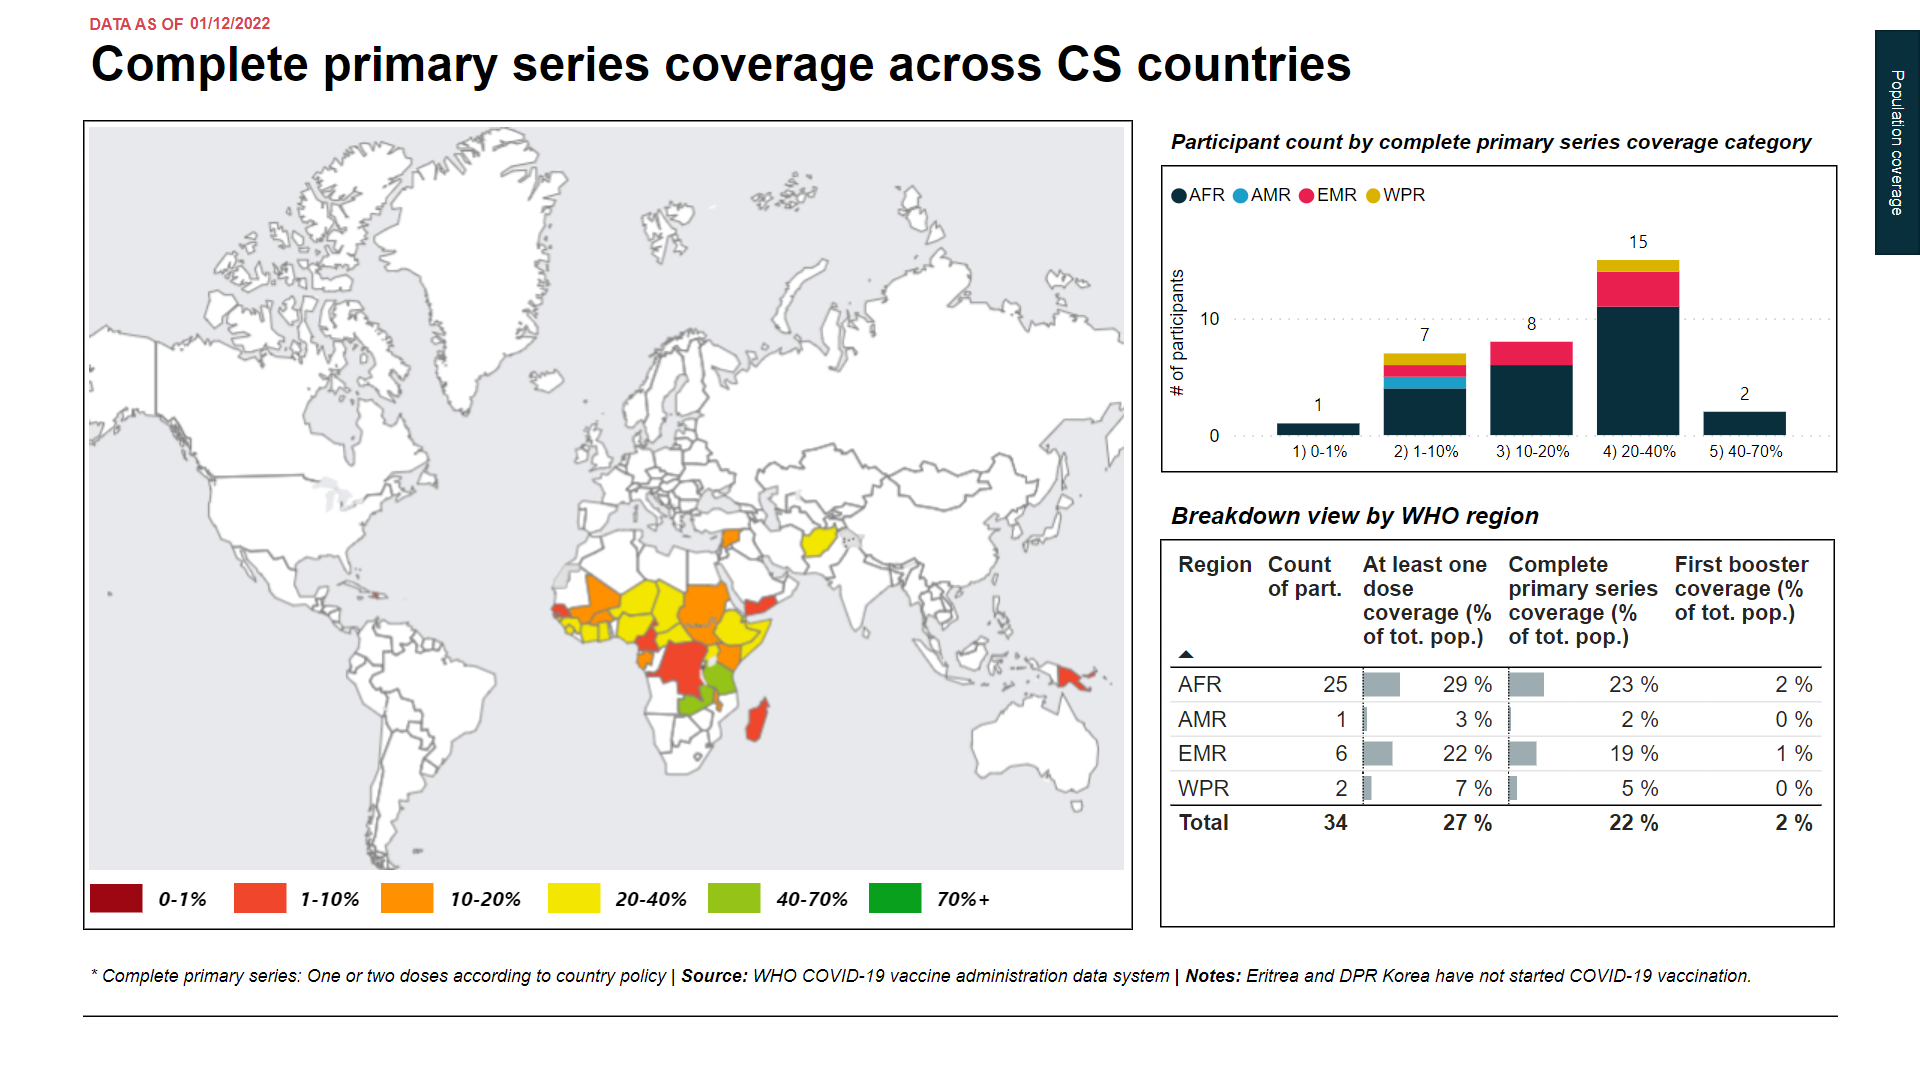 DATA AS OF 01/12/2022
Complete primary series coverage across CS countries
Population coverage
0-1%
1-10%
10-20%
20-40%
40-70%
70%+
Participant count by complete primary series coverage category
AFR AMR EMR WPR
# of participants
10
0
1
7
8
15
2
1) 0-1%
2) 1-10%
3) 10-20%
4) 20-40%
5) 40-70%
Breakdown view by WHO region
Region Count of part. At least one dose coverage (% of tot. pop.) Complete primary series coverage (% of tot. pop.) First booster coverage (% of tot. pop.)
AFR 25 29 % 23 % 2 %
AMR 1 3 % 2 % 0 %
EMR 6 22 % 19 % 1 %
WPR 2 7 % 5 % 0 %
Total 34 27 % 22 % 2 %
* Complete primary series: One or two doses according to country policy | Source: WHO COVID-19 vaccine administration data system | Notes: Eritrea and DPR Korea have not started COVID-19 vaccination.